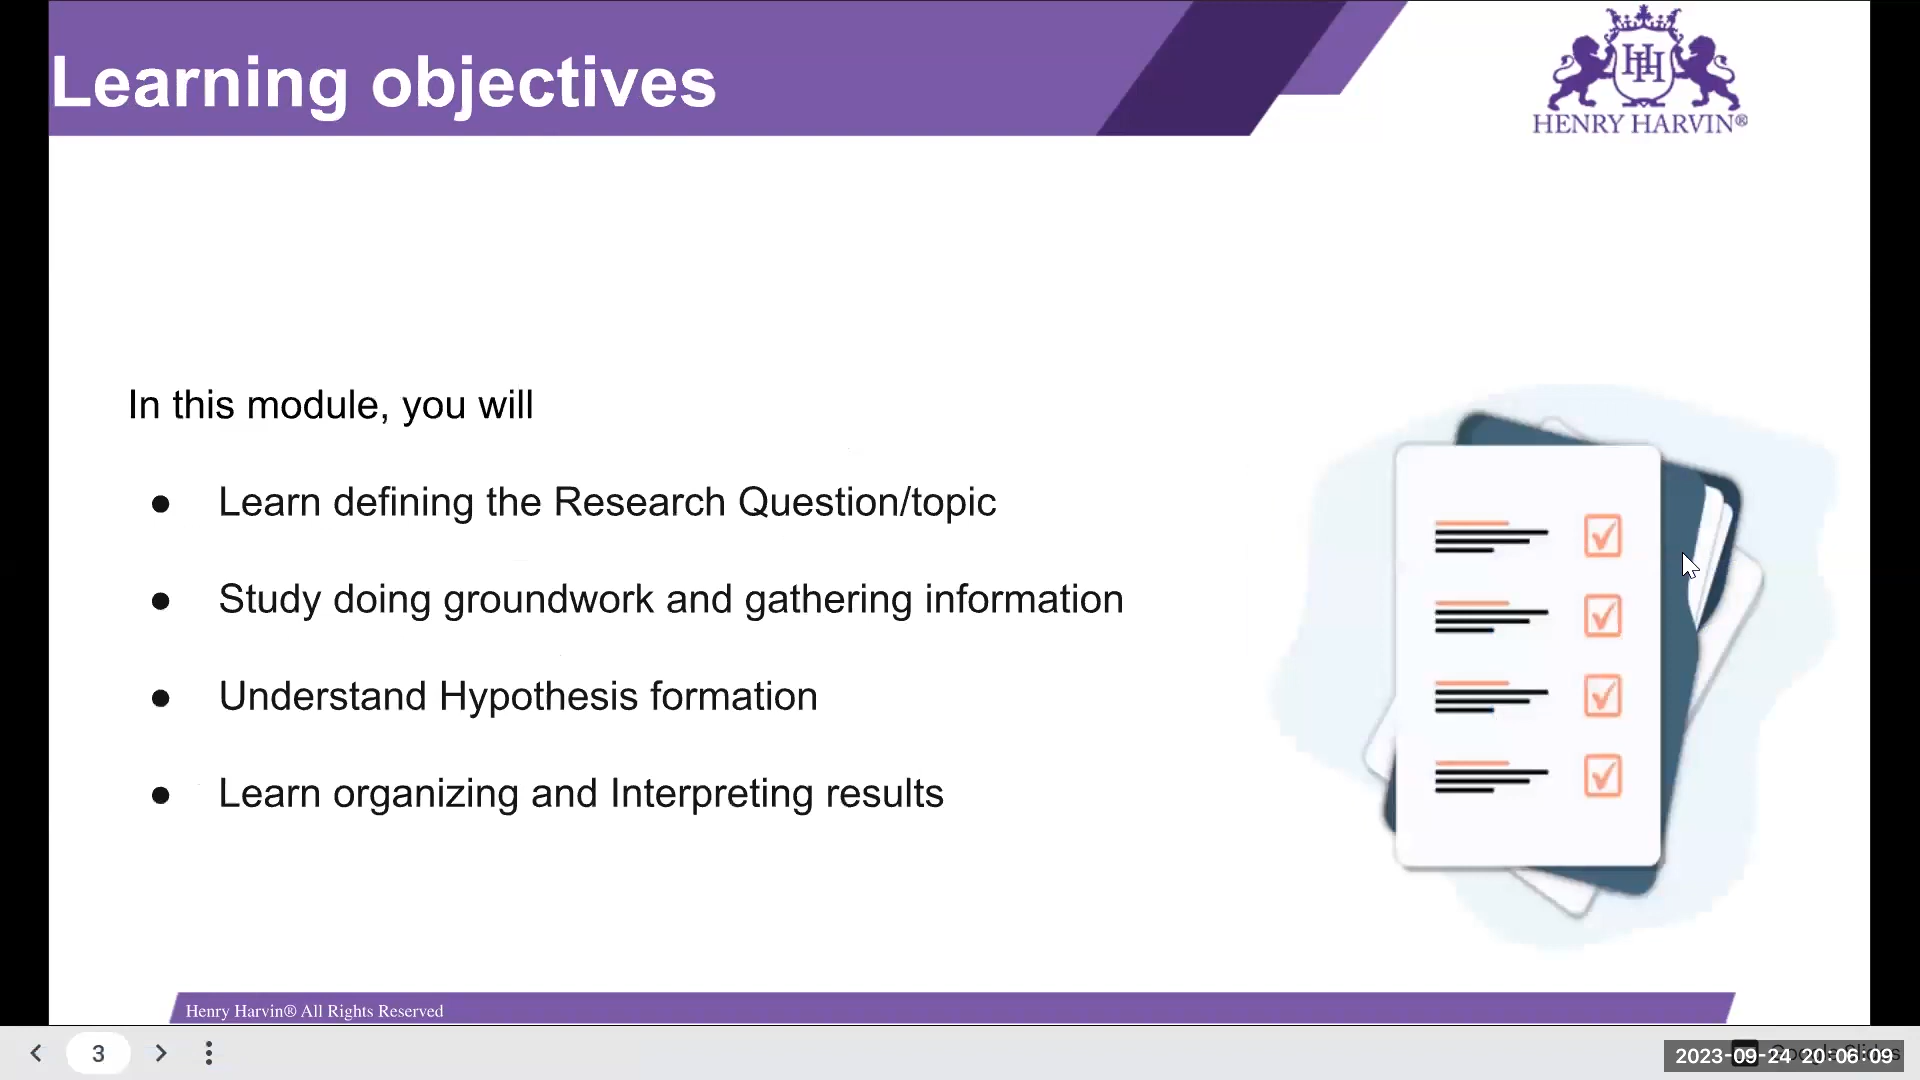 Learning objectives
HENRY HARVIN®
In this module, you will
● Learn defining the Research Question/topic
● Study doing groundwork and gathering information
● Understand Hypothesis formation
● Learn organizing and Interpreting results
Henry Harvin® All Rights Reserved
3
2023-09-24 20:06:09